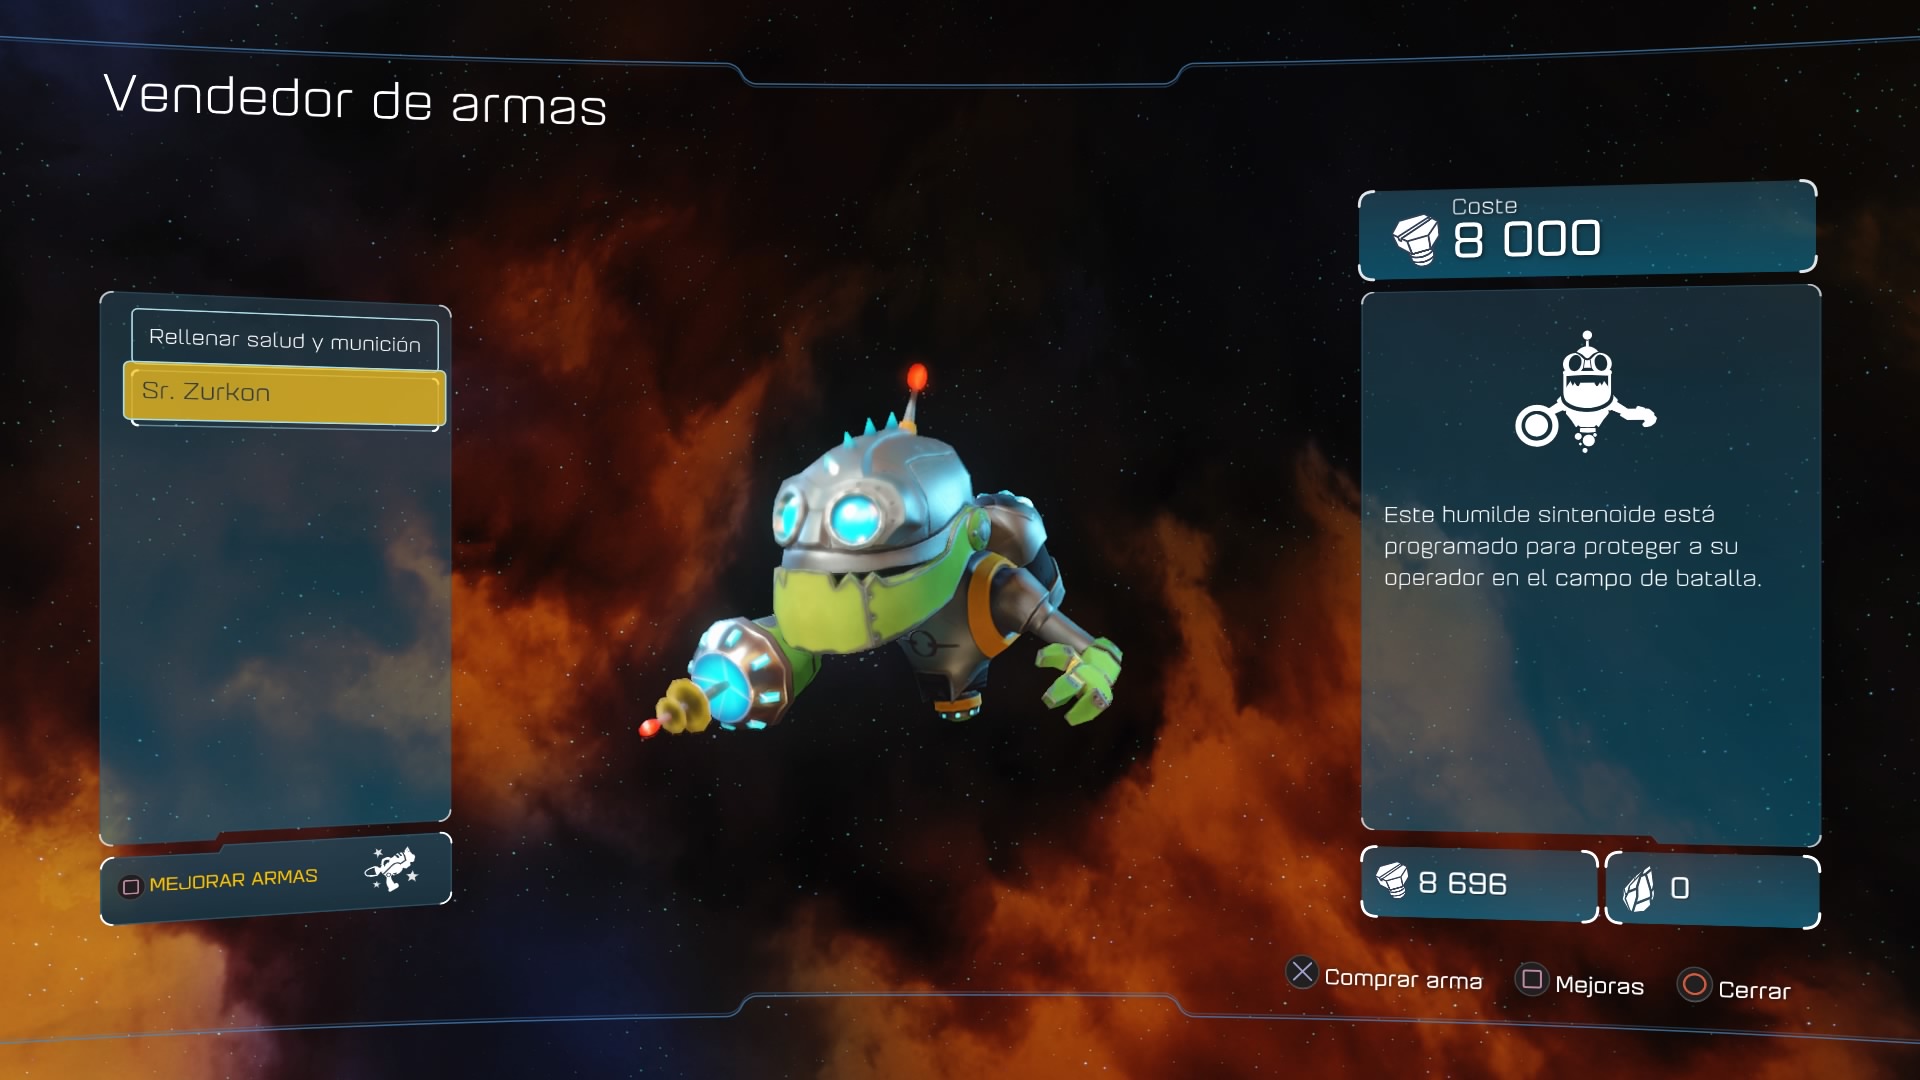 Vendedor de armas
Rellenar salud y munición
Sr. Zurkon
MEJORAR ARMAS
Coste
8 000
Este humilde sintenoide está
programado para proteger a su
operador en el campo de batalla.
8 696
0
Comprar arma
Mejoras
Cerrar